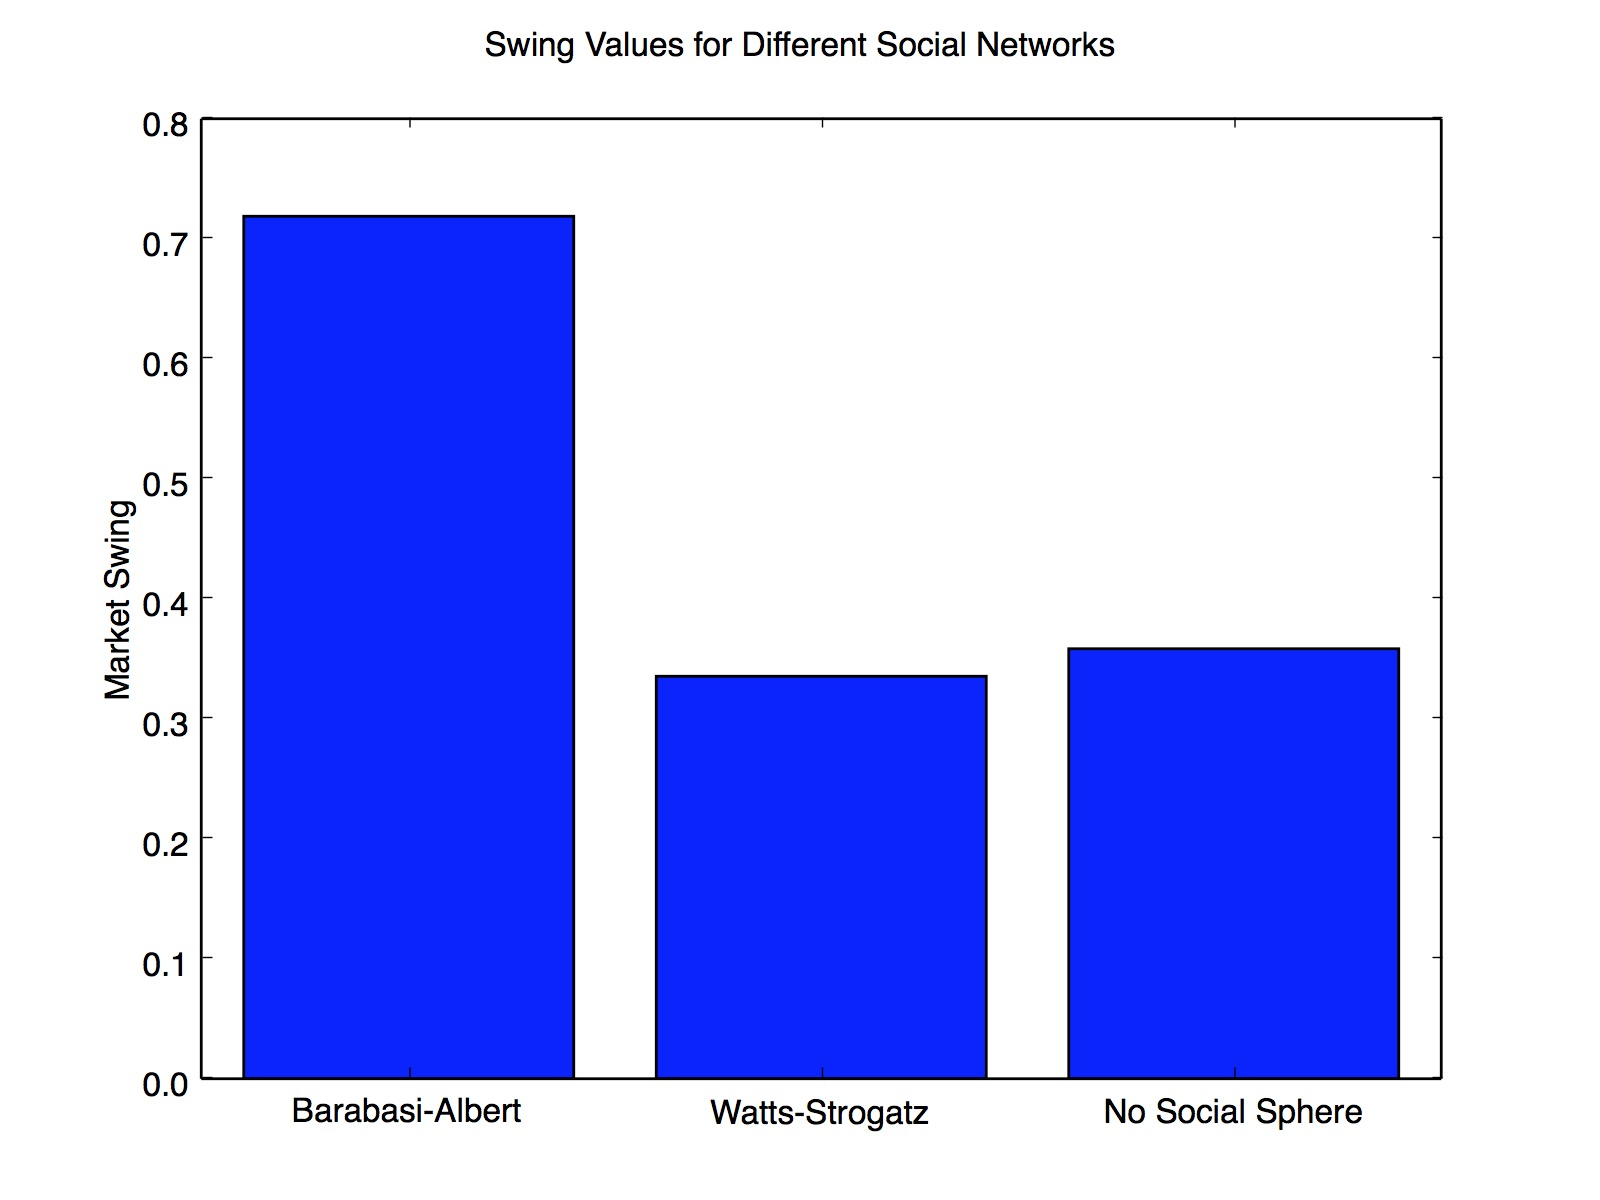 Swing Values for Different Social Networks
0.8
0.7
0.6
0.5
0.4
0.3
0.2
0.1
0.0
Market Swing
Barabasi-Albert
Watts-Strogatz
No Social Sphere